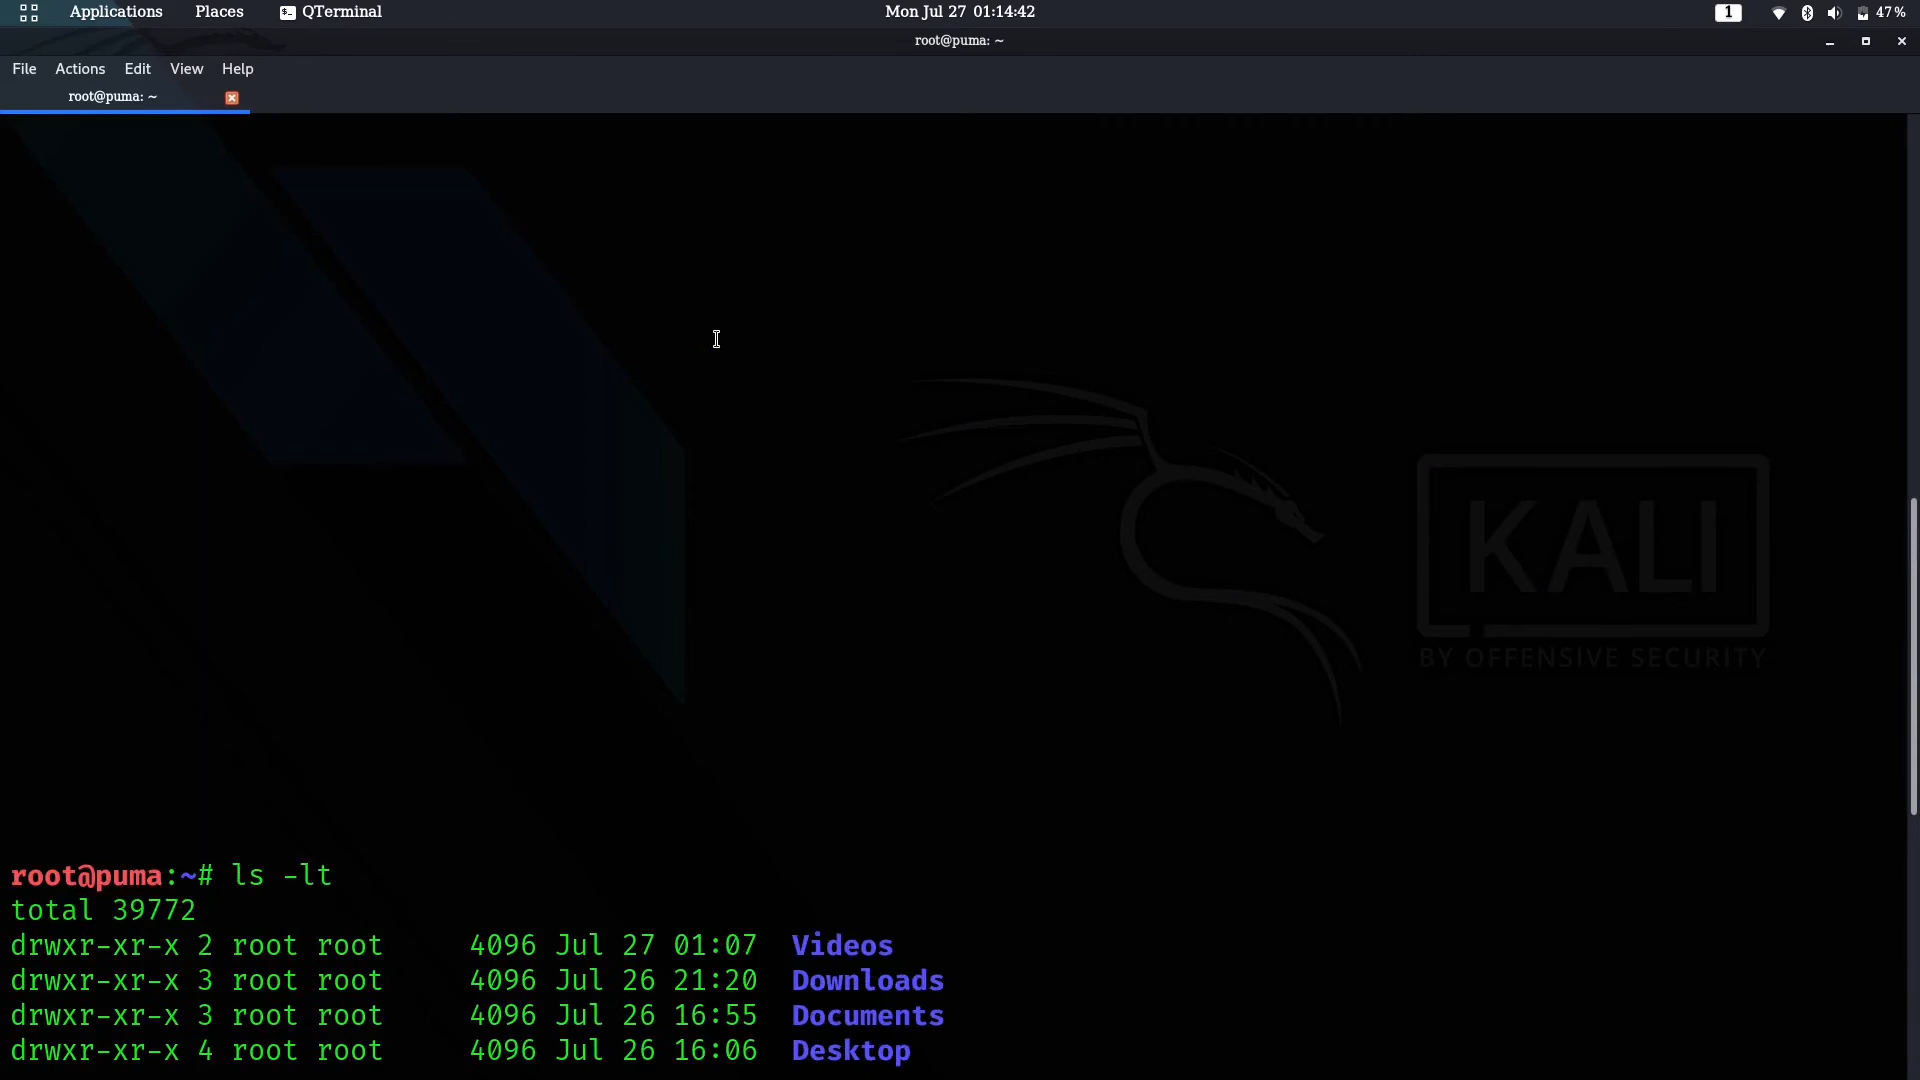 Applications Places QTerminal Mon Jul 27 01:14:42 1 47%
root@puma: ~
File Actions Edit View Help
root@puma: ~
KALI
BY OFFENSIVE SECURITY
root@puma:~# ls -lt
total 39772
drwxr-xr-x 2 root root 4096 Jul 27 01:07 Videos
drwxr-xr-x 3 root root 4096 Jul 26 21:20 Downloads
drwxr-xr-x 3 root root 4096 Jul 26 16:55 Documents
drwxr-xr-x 4 root root 4096 Jul 26 16:06 Desktop